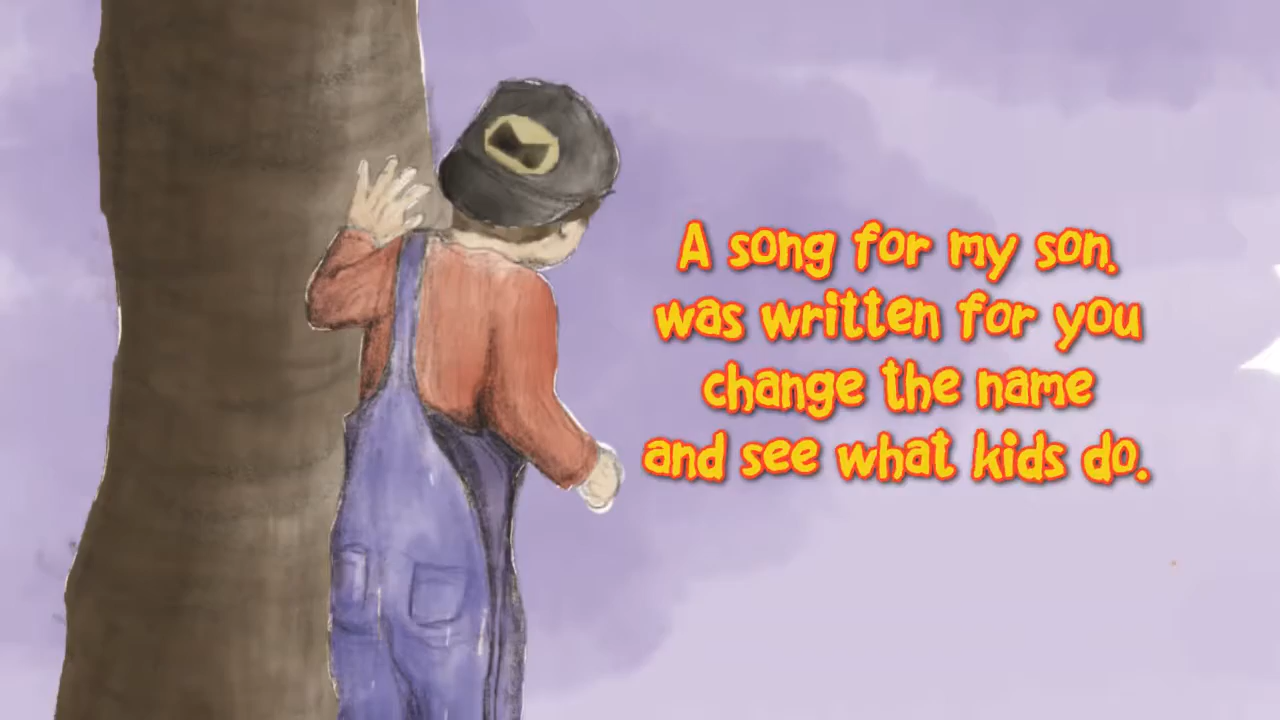 A song for my son.
was written for you
change the name
and see what kids do.